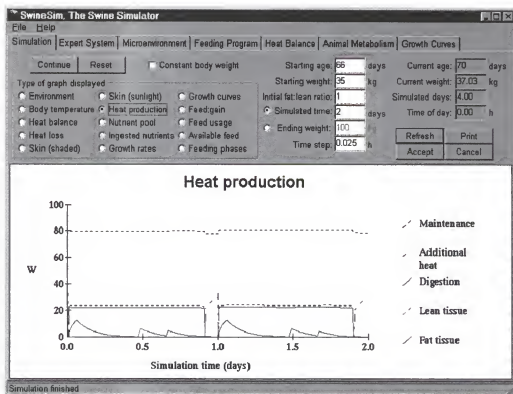 SwineSim. The Swine Simulator
File Help
Simulation Expert System Microenvironment Feeding Program Heat Balance Animal Metabolism Growth Curves
Continue Reset Constant body weight
Starting age: 66 days
Current age: 70 days
Starting weight: 35 kg
Current weight: 37.03 kg
Initial fat:lean ratio: 1
Simulated days: 4.00
Simulated time: 2 days
Time of day: 0.00 h
Ending weight: 100 kg
Time step: 0.025 h
Refresh Print
Accept Cancel
Type of graph displayed
Environment Skin (sunlight) Growth curves
Body temperature Heat production Feed:gain
Heat balance Nutrient pool Feed usage
Heat loss Ingested nutrients Available feed
Skin (shaded) Growth rates Feeding phases
Heat production
100
80
60
W
40
20
0
0.0 0.5 1.0 1.5 2.0
Simulation time (days)
Maintenance
Additional
heat
Digestion
Lean tissue
Fat tissue
Simulation finished